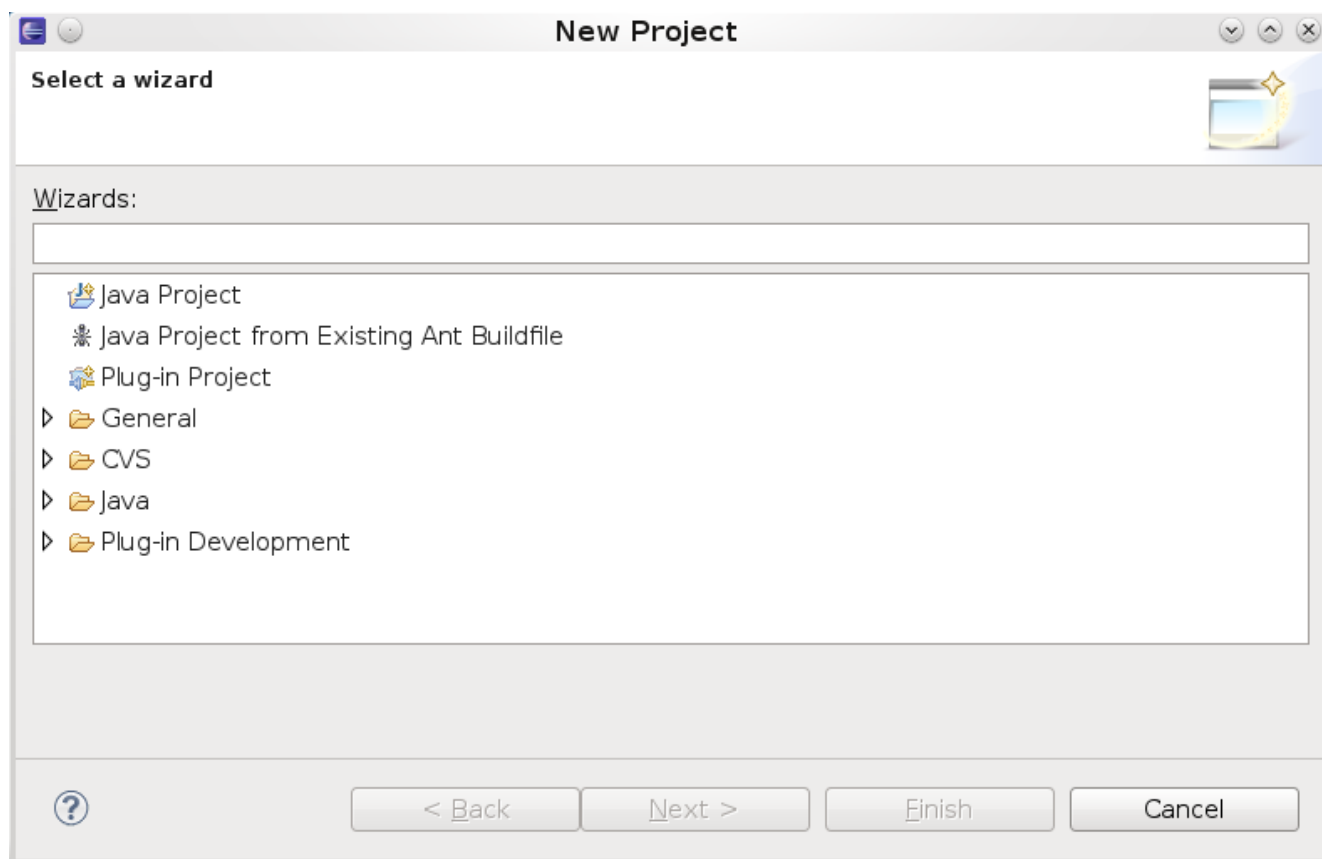 New Project
Select a wizard
Wizards:
Java Project
Java Project from Existing Ant Buildfile
Plug-in Project
General
CVS
Java
Plug-in Development
? < Back Next > Finish Cancel